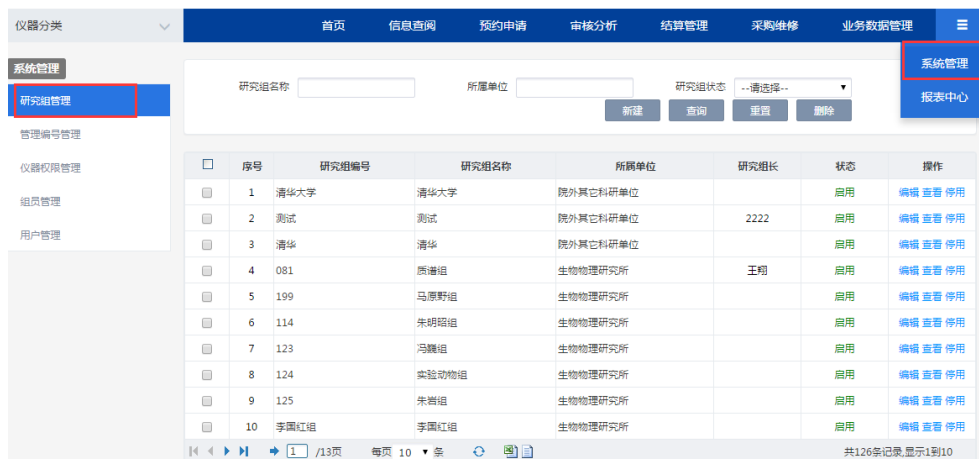 仪器分类 首页 信息查阅 预约申请 审核分析 结算管理 采购维修 业务数据管理
系统管理
报表中心
系统管理
研究组管理
管理编号管理
仪器权限管理
组员管理
用户管理
研究组名称 所属单位 研究组状态 --请选择--
新建 查询 重置 删除
序号 研究组编号 研究组名称 所属单位 研究组长 状态 操作
1 清华大学 清华大学 院外其它科研单位 启用 编辑 查看 停用
2 测试 测试 院外其它科研单位 2222 启用 编辑 查看 停用
3 清华 清华 院外其它科研单位 启用 编辑 查看 停用
4 081 质谱组 生物物理研究所 王翔 启用 编辑 查看 停用
5 199 马原野组 生物物理研究所 启用 编辑 查看 停用
6 114 朱明昭组 生物物理研究所 启用 编辑 查看 停用
7 123 冯巍组 生物物理研究所 启用 编辑 查看 停用
8 124 实验动物组 生物物理研究所 启用 编辑 查看 停用
9 125 朱岩组 生物物理研究所 启用 编辑 查看 停用
10 李国红组 李国红组 生物物理研究所 启用 编辑 查看 停用
1 /13页 每页 10 条 共126条记录,显示1到10